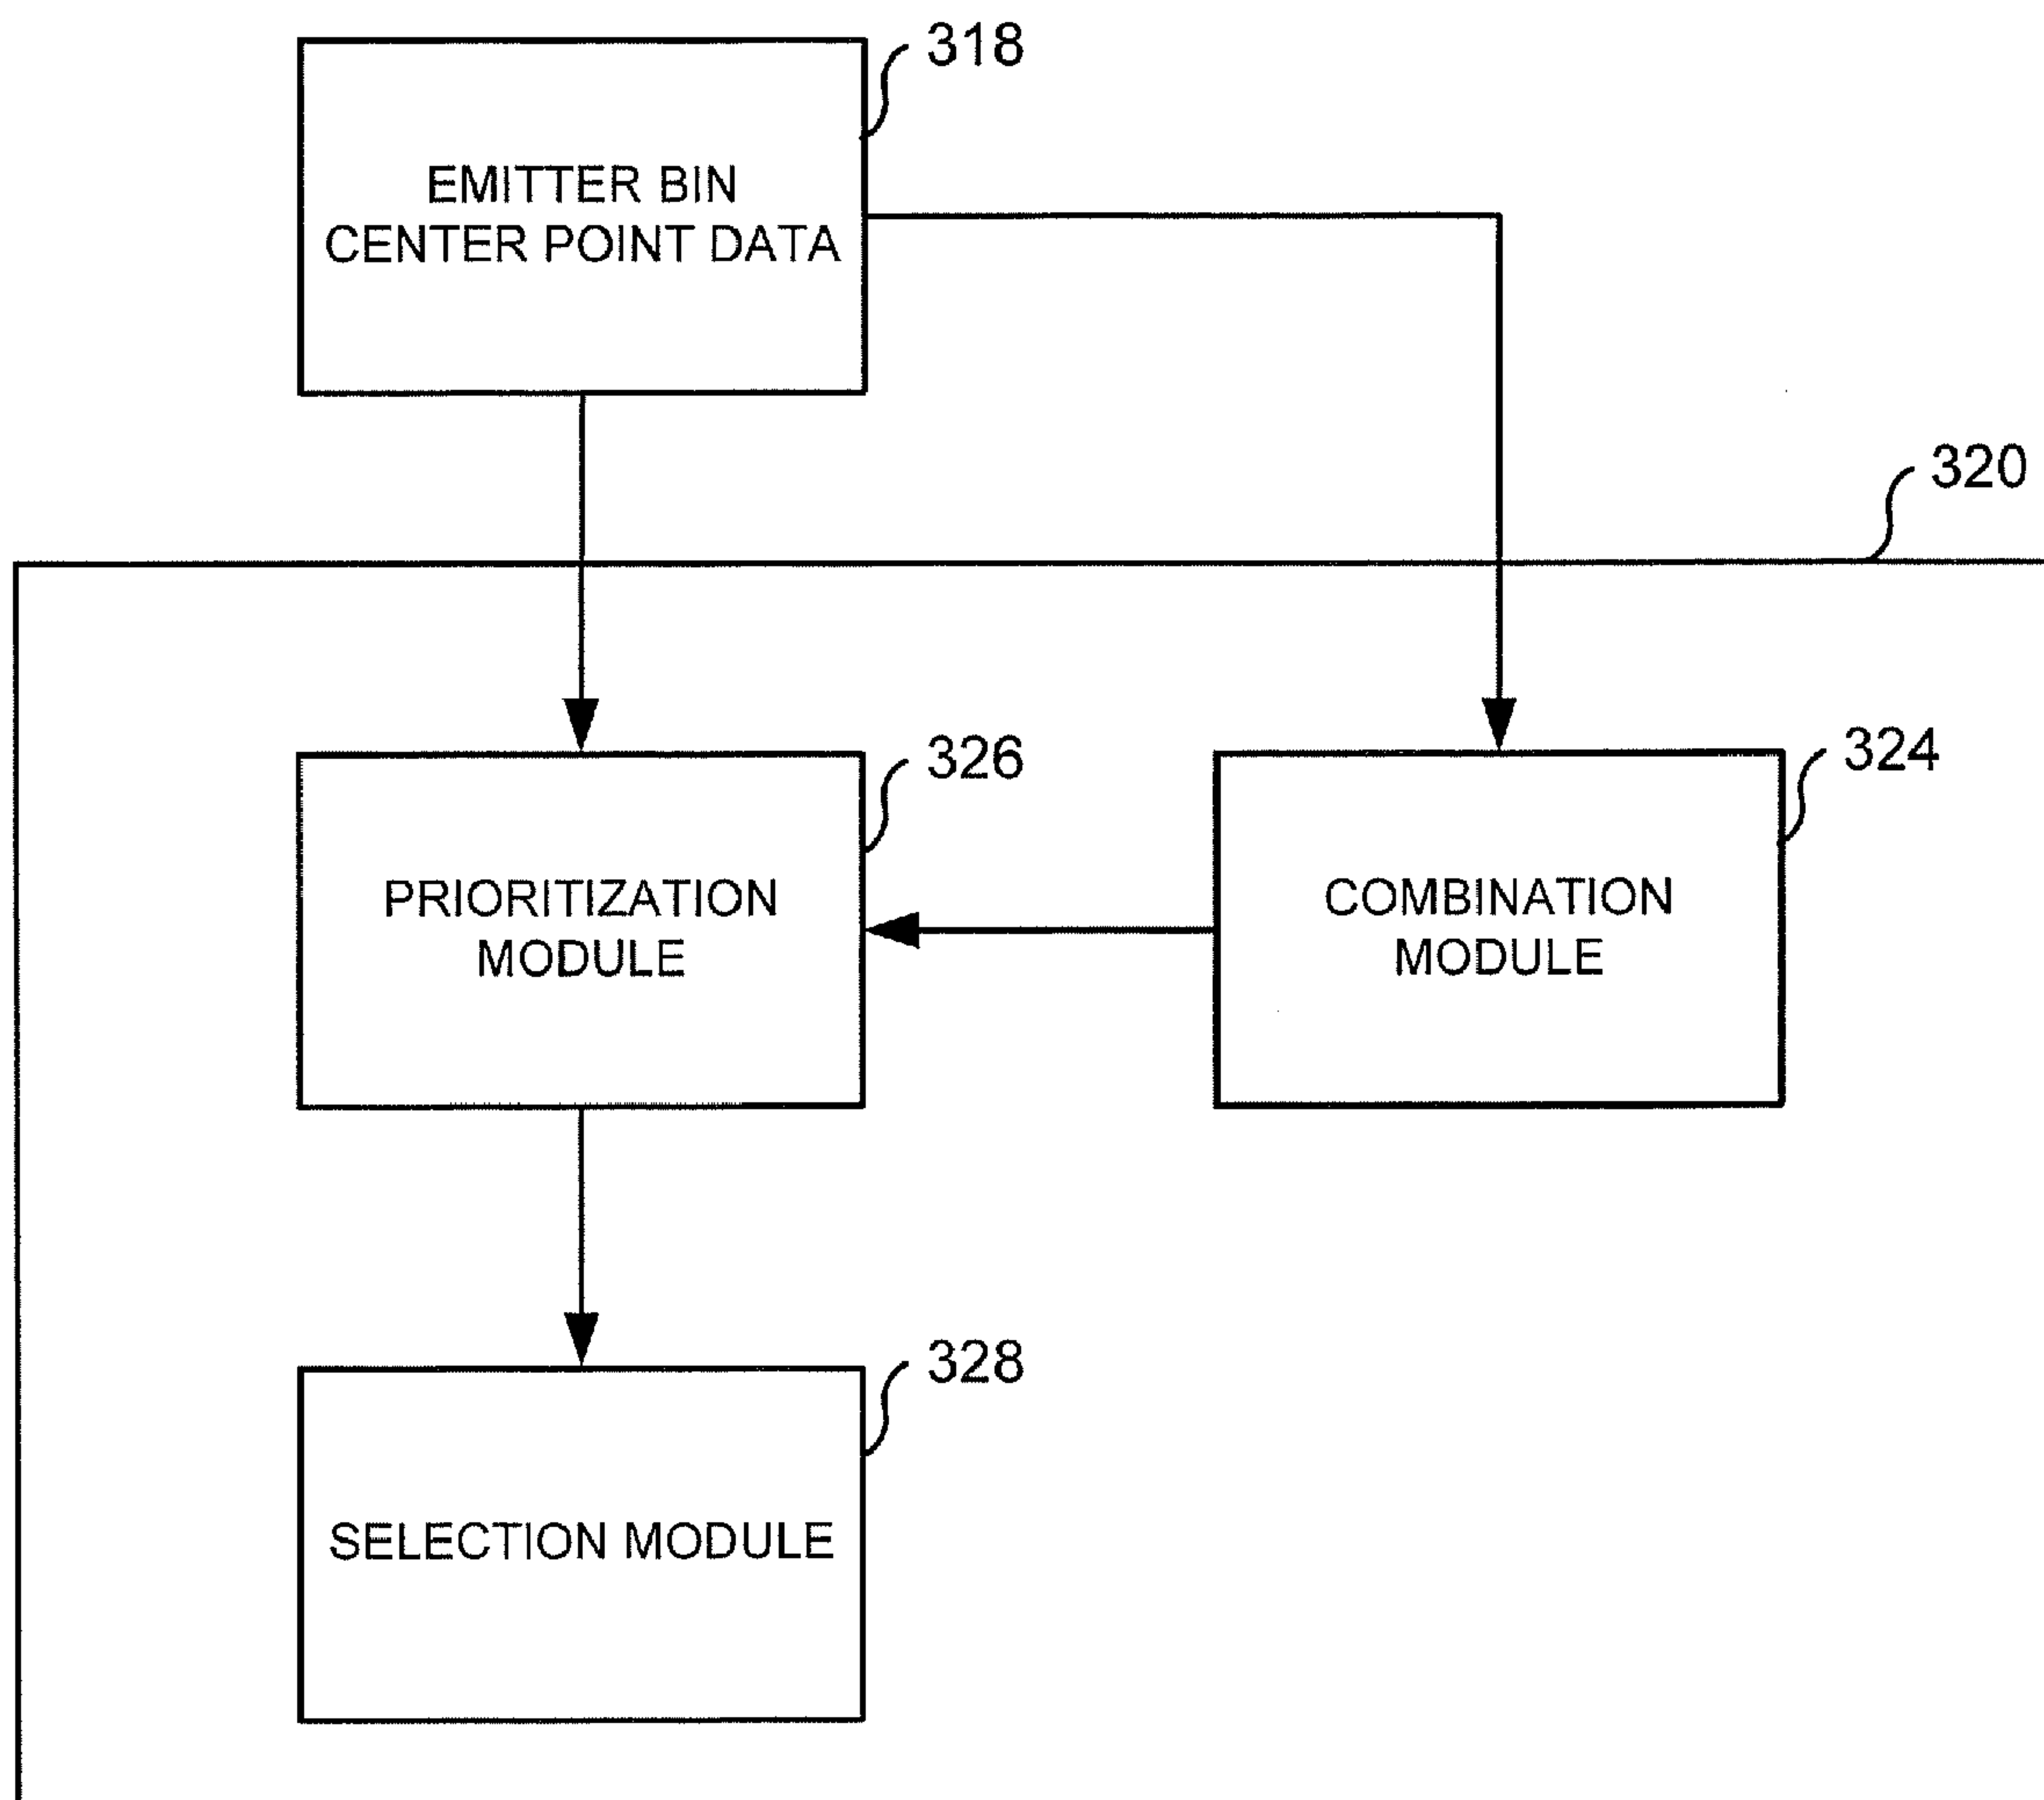 318
EMITTER BIN
CENTER POINT DATA
320
326
324
PRIORITIZATION
MODULE
COMBINATION
MODULE
328
SELECTION MODULE